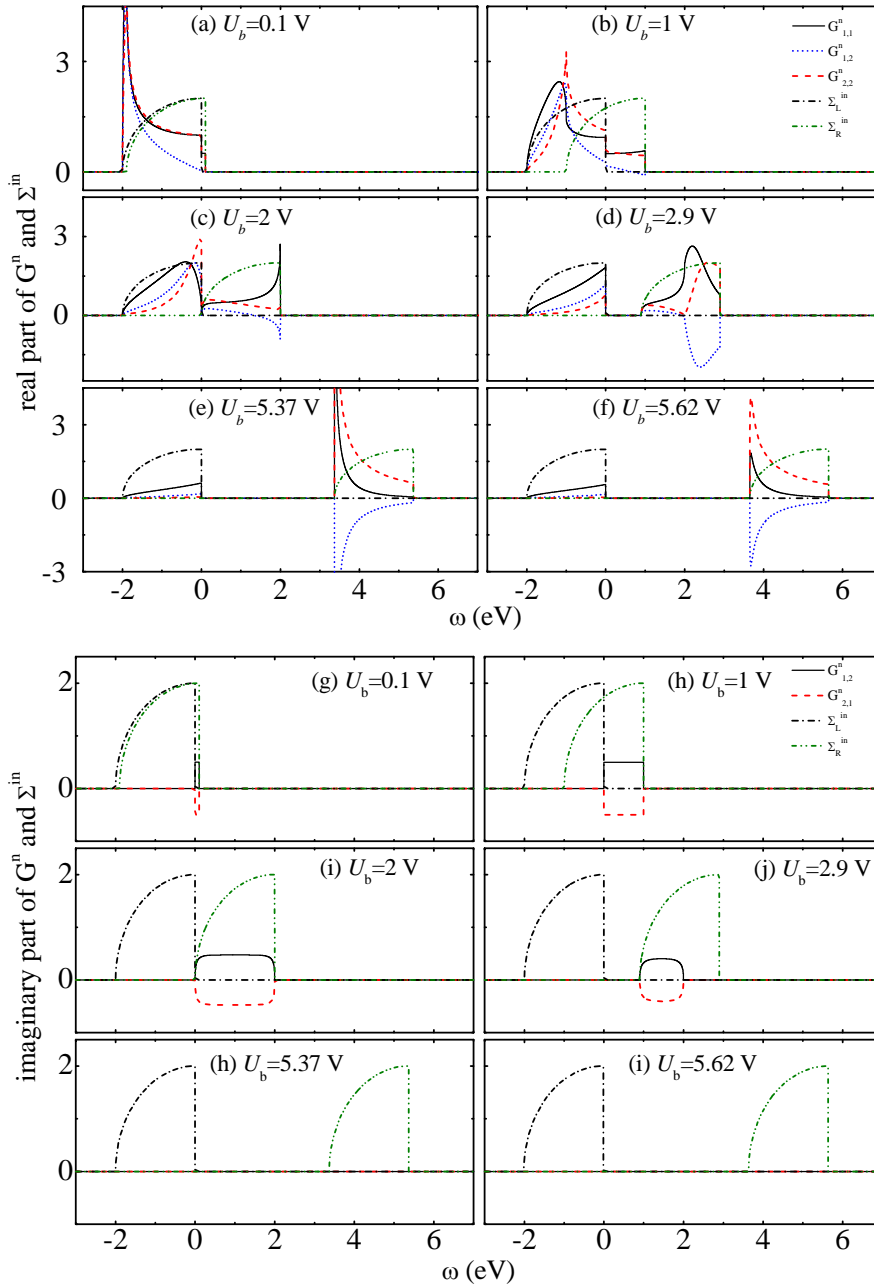 (a) U_b=0.1 V
(b) U_b=1 V
G^n_{1,1}
G^n_{1,2}
G^n_{2,2}
Σ_L^{in}
Σ_R^{in}
3
0
(c) U_b=2 V
(d) U_b=2.9 V
3
0
(e) U_b=5.37 V
(f) U_b=5.62 V
3
0
-3
-2 0 2 4 6
-2 0 2 4 6
ω (eV)
ω (eV)
real part of G^n and Σ^{in}
(g) U_b=0.1 V
(h) U_b=1 V
G^n_{1,2}
G^n_{2,1}
Σ_L^{in}
Σ_R^{in}
2
0
(i) U_b=2 V
(j) U_b=2.9 V
2
0
(h) U_b=5.37 V
(i) U_b=5.62 V
2
0
-2 0 2 4 6
-2 0 2 4 6
ω (eV)
ω (eV)
imaginary part of G^n and Σ^{in}